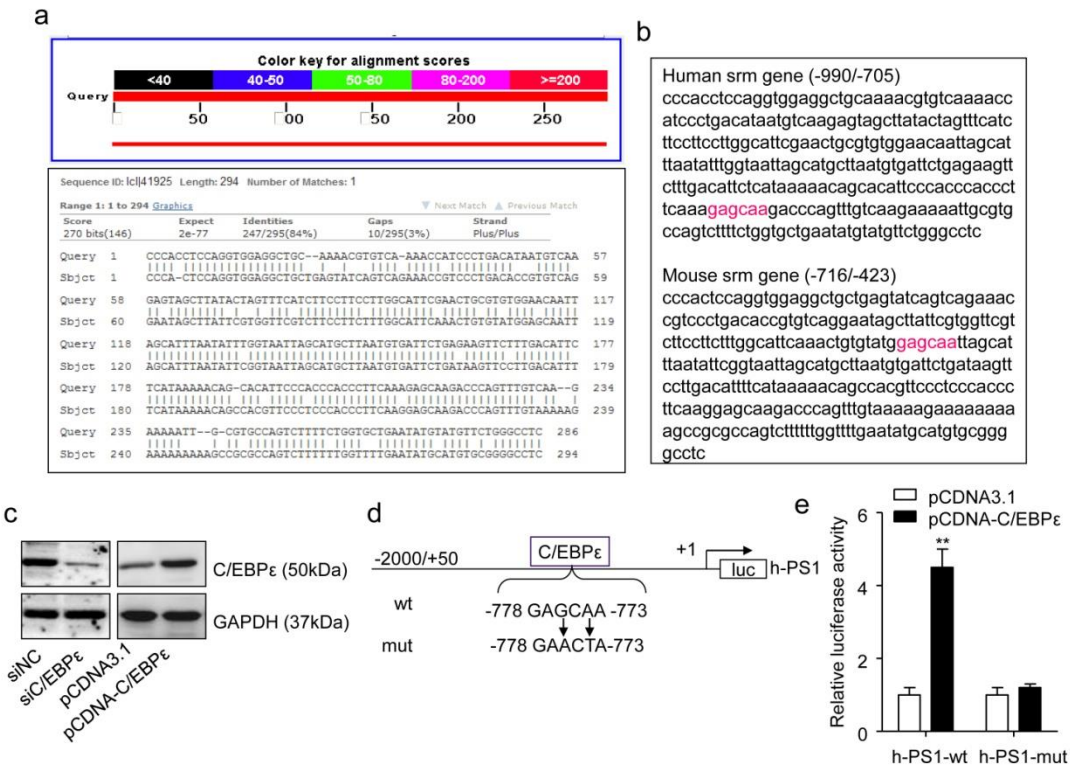 a
Color key for alignment scores
<40 40-50 50-80 80-200 >=200
Query
50 00 50 200 250
Sequence ID: lcl|41925 Length: 294 Number of Matches: 1
Range 1: 1 to 294 Graphics Next Match Previous Match
Score Expect Identities Gaps Strand
270 bits(146) 2e-77 247/295(84%) 10/295(3%) Plus/Plus
Query 1 CCCACCTCCAGGTGGAGGCTGC--AAAACGTGTCA-AAACCATCCCTGACATAATGTCAA 57
Sbjct 1 CCCA-CTCCAGGTGGAGGCTGCTGAGTATCAGTCAGAAACCGTCCCTGACACCGTGTCAG 59
Query 58 GAGTAGCTTATACTAGTTTCATCTTCCTTCCTTGGCATTCGAACTGCGTGTGGAACAATT 117
Sbjct 60 GAATAGCTTATTCGTGGTTCGTCTTCCTTCTTTGGCATTCAAACTGTGTATGGAGCAATT 119
Query 118 AGCATTTAATATTTGGTAATTAGCATGCTTAATGTGATTCTGAGAAGTTCTTTGACATTC 177
Sbjct 120 AGCATTTAATATTCGGTAATTAGCATGCTTAATGTGATTCTGATAAGTTCCTTGACATTT 179
Query 178 TCATAAAAACAG-CACATTCCCACCCACCCTTCAAAGAGCAAGACCCAGTTTGTCAA--G 234
Sbjct 180 TCATAAAAACAGCCACGTTCCCTCCCACCCTTCAAGGAGCAAGACCCAGTTTGTAAAAAG 239
Query 235 AAAAATT--G-CGTGCCAGTCTTTTCTGGTGCTGAATATGTATGTTCTGGGCCTC 286
Sbjct 240 AAAAAAAAAGCCGCGCCAGTCTTTTTTGGTTTTGAATATGCATGTGCGGGGCCTC 294
b
Human srm gene (-990/-705)
cccacctccaggtggaggctgcaaaacgtgtcaaaacc
atccctgacataatgtcaagagtagcttatactagtttcatc
ttccttccttggcattcgaactgcgtgtggaacaattagcat
ttaatatttggtaattagcatgcttaatgtgattctgagaagtt
ctttgacattctcataaaaacagcacattcccacccaccct
tcaaagagcaagacccagtttgtcaagaaaaattgcgtg
ccagtcttttctggtgctgaatatgtatgttctgggcctc
Mouse srm gene (-716/-423)
cccactccaggtggaggctgctgagtatcagtcagaaac
cgtccctgacaccgtgtcaggaatagcttattcgtggttcgt
cttccttctttggcattcaaactgtgtatggagcaattagcat
ttaatattcggtaattagcatgcttaatgtgattctgataagtt
ccttgacattttcataaaaacagccacgttccctcccaccc
ttcaaggagcaagacccagtttgtaaaaagaaaaaaaa
agccgcgccagtcttttttggttttgaatatgcatgtgcgggg
gcctc
c
C/EBPε (50kDa)
GAPDH (37kDa)
siNC
siC/EBPε
pCDNA3.1
pCDNA-C/EBPε
d
-2000/+50 C/EBPε +1
luc h-PS1
wt -778 GAGCAA -773
mut -778 GAACTA-773
e
pCDNA3.1
pCDNA-C/EBPε
Relative luciferase activity
6
4
2
0
**
h-PS1-wt h-PS1-mut